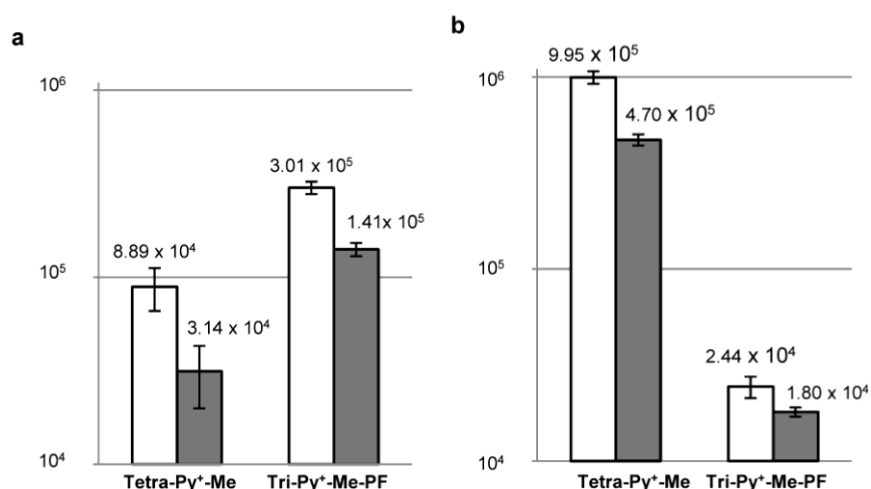 a
10⁶
3.01 x 10⁵
1.41x 10⁵
8.89 x 10⁴
10⁵
3.14 x 10⁴
10⁴
Tetra-Py⁺-Me Tri-Py⁺-Me-PF
b
9.95 x 10⁵
10⁶
4.70 x 10⁵
10⁵
2.44 x 10⁴
1.80 x 10⁴
10⁴
Tetra-Py⁺-Me Tri-Py⁺-Me-PF